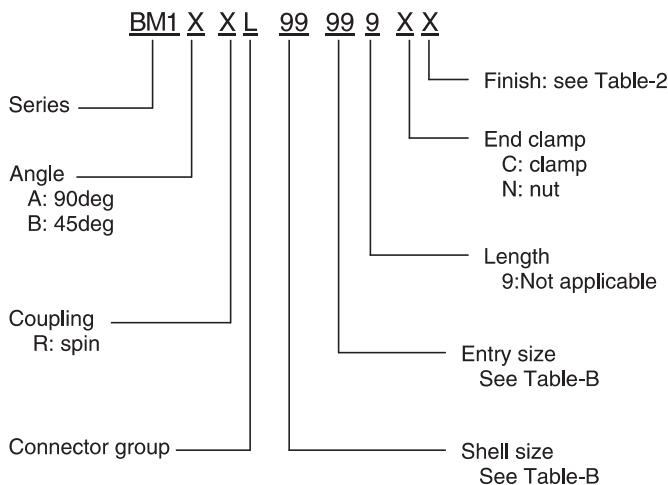 BM1 X X L 99 99 9 X X
Series
Angle
A: 90deg
B: 45deg
Coupling
R: spin
Connector group
Finish: see Table-2
End clamp
C: clamp
N: nut
Length
9:Not applicable
Entry size
See Table-B
Shell size
See Table-B